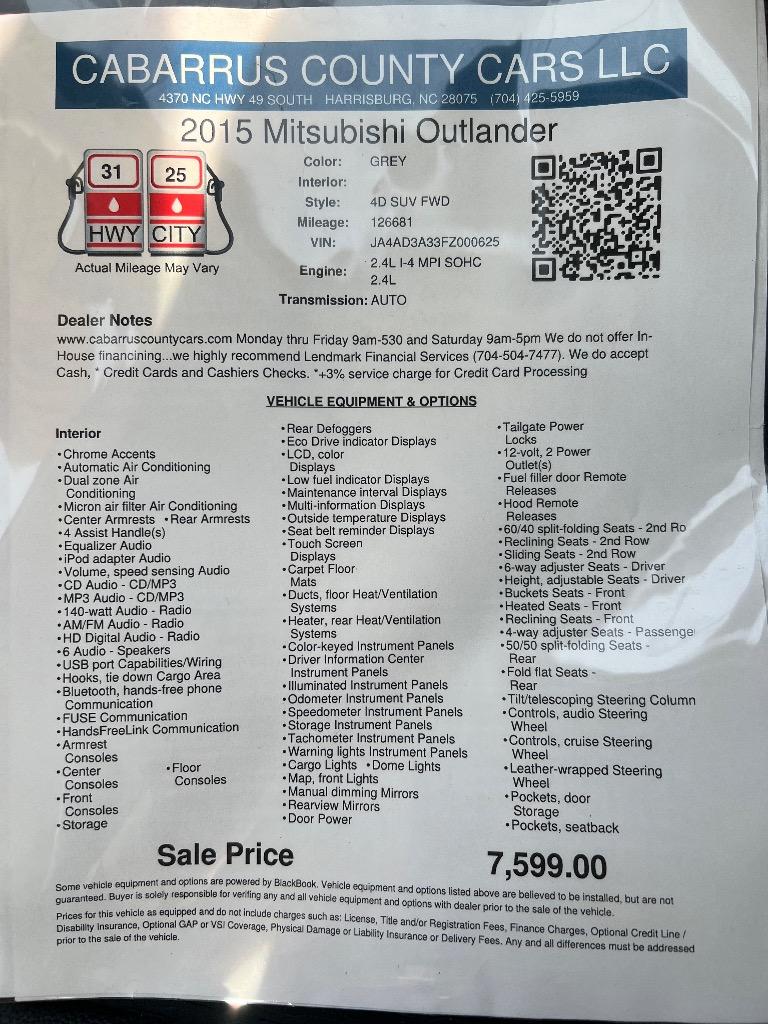 CABARRUS COUNTY CARS LLC
4370 NC HWY 49 SOUTH HARRISBURG, NC 28075 (704) 425-5959
2015 Mitsubishi Outlander
31 25
HWY CITY
Actual Mileage May Vary
Color: GREY
Interior:
Style: 4D SUV FWD
Mileage: 126681
VIN: JA4AD3A33FZ000625
Engine: 2.4L I-4 MPI SOHC
2.4L
Transmission: AUTO
Dealer Notes
www.cabarruscountycars.com Monday thru Friday 9am-530 and Saturday 9am-5pm We do not offer In-
House financining...we highly recommend Lendmark Financial Services (704-504-7477). We do accept
Cash, * Credit Cards and Cashiers Checks. *+3% service charge for Credit Card Processing
VEHICLE EQUIPMENT & OPTIONS
Interior
•Chrome Accents
•Automatic Air Conditioning
•Dual zone Air
Conditioning
•Micron air filter Air Conditioning
•Center Armrests •Rear Armrests
•4 Assist Handle(s)
•Equalizer Audio
•iPod adapter Audio
•Volume, speed sensing Audio
•CD Audio - CD/MP3
•MP3 Audio - CD/MP3
•140-watt Audio - Radio
•AM/FM Audio - Radio
•HD Digital Audio - Radio
•6 Audio - Speakers
•USB port Capabilities/Wiring
•Hooks, tie down Cargo Area
•Bluetooth, hands-free phone
Communication
•FUSE Communication
•HandsFreeLink Communication
•Armrest
Consoles
•Center
Consoles
•Floor
Consoles
•Front
Consoles
•Storage
•Rear Defoggers
•Eco Drive indicator Displays
•LCD, color
Displays
•Low fuel indicator Displays
•Maintenance interval Displays
•Multi-information Displays
•Outside temperature Displays
•Seat belt reminder Displays
•Touch Screen
Displays
•Carpet Floor
Mats
•Ducts, floor Heat/Ventilation
Systems
•Heater, rear Heat/Ventilation
Systems
•Color-keyed Instrument Panels
•Driver Information Center
Instrument Panels
•Illuminated Instrument Panels
•Odometer Instrument Panels
•Speedometer Instrument Panels
•Storage Instrument Panels
•Tachometer Instrument Panels
•Warning lights Instrument Panels
•Cargo Lights •Dome Lights
•Map, front Lights
•Manual dimming Mirrors
•Rearview Mirrors
•Door Power
•Tailgate Power
Locks
•12-volt, 2 Power
Outlet(s)
•Fuel filler door Remote
Releases
•Hood Remote
Releases
•60/40 split-folding Seats - 2nd Ro
•Reclining Seats - 2nd Row
•Sliding Seats - 2nd Row
•6-way adjuster Seats - Driver
•Height, adjustable Seats - Driver
•Buckets Seats - Front
•Heated Seats - Front
•Reclining Seats - Front
•4-way adjuster Seats - Passenge
•50/50 split-folding Seats -
Rear
•Fold flat Seats -
Rear
•Tilt/telescoping Steering Column
•Controls, audio Steering
Wheel
•Controls, cruise Steering
Wheel
•Leather-wrapped Steering
Wheel
•Pockets, door
Storage
•Pockets, seatback
Sale Price 7,599.00
Some vehicle equipment and options are powered by BlackBook. Vehicle equipment and options listed above are believed to be installed, but are not
guaranteed. Buyer is solely responsible for verifing any and all vehicle equipment and options with dealer prior to the sale of the vehicle.
Prices for this vehicle as equipped and do not include charges such as: License, Title and/or Registration Fees, Finance Charges, Optional Credit Line /
Disability Insurance, Optional GAP or VSI Coverage, Physical Damage or Liability Insurance or Delivery Fees. Any and all differences must be addressed
prior to the sale of the vehicle.